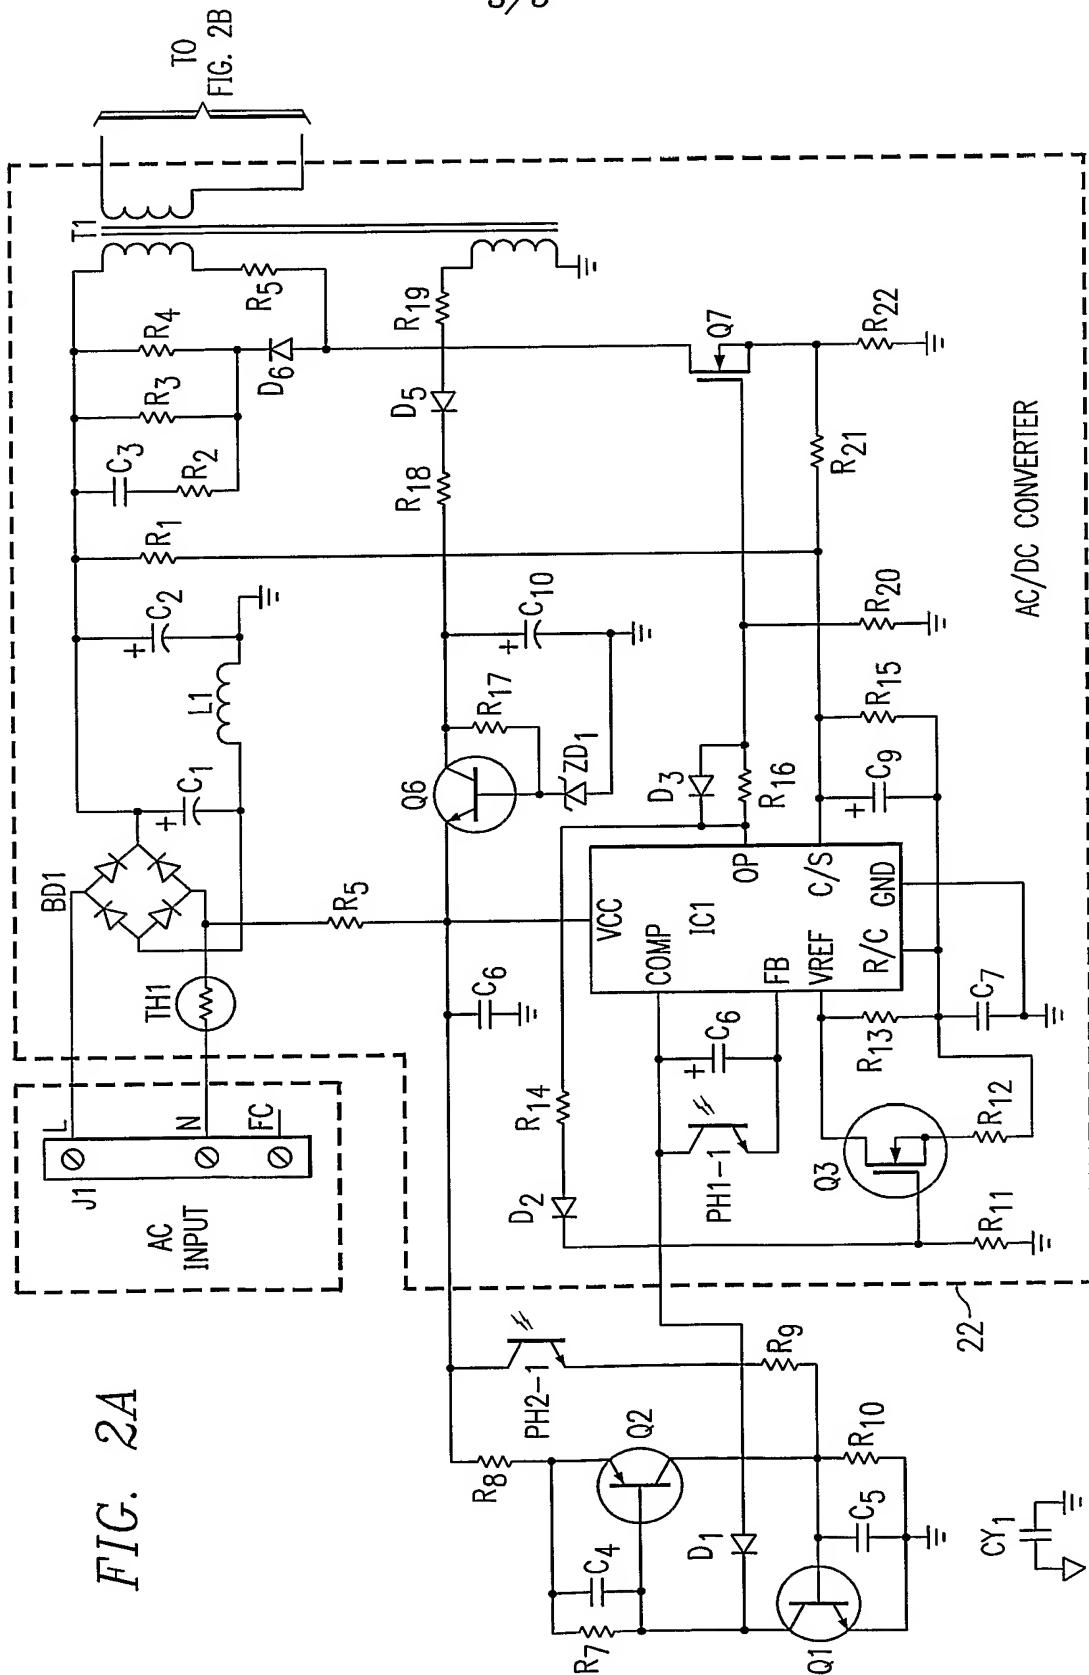 FIG. 2A
AC
INPUT
J1
L
N
FC
TH1
BD1
+
C1
L1
+
C2
R1
C3
R2
R3
R4
D6
R5
T1
TO
FIG. 2B
R5
C6
Q6
R17
ZD1
+
C10
R18
D5
R19
PH2-1
R8
Q2
R7
C4
D1
R9
Q1
C5
R10
CY1
22
D2
R14
PH1-1
+
C6
VCC
COMP
IC1
FB
VREF
R/C
GND
OP
C/S
D3
R16
Q7
R20
R21
R22
+
C9
R15
Q3
R13
C7
R12
R11
AC/DC CONVERTER